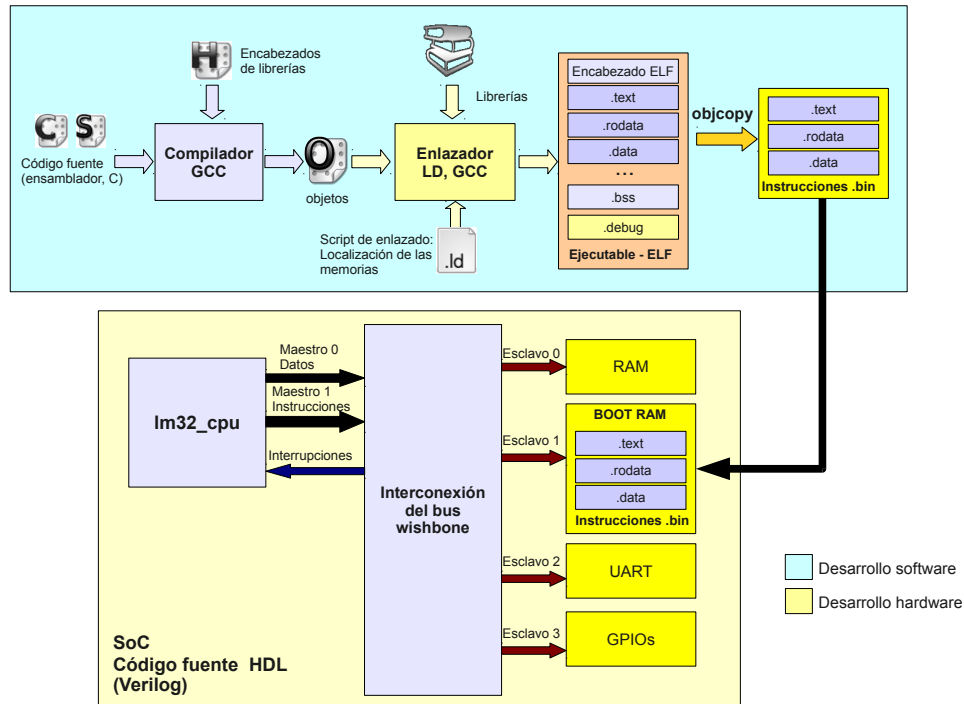 H
Encabezados
de librerías
Librerías
C
S
Código fuente
(ensamblador, C)
Compilador
GCC
O
objetos
Enlazador
LD, GCC
Script de enlazado:
Localización de las
memorias
.ld
Encabezado ELF
.text
.rodata
.data
...
.bss
.debug
Ejecutable - ELF
objcopy
.text
.rodata
.data
Instrucciones .bin
lm32_cpu
Maestro 0
Datos
Maestro 1
Instrucciones
Interrupciones
Interconexión
del bus
wishbone
Esclavo 0
RAM
Esclavo 1
BOOT RAM
.text
.rodata
.data
Instrucciones .bin
Esclavo 2
UART
Esclavo 3
GPIOs
SoC
Código fuente HDL
(Verilog)
Desarrollo software
Desarrollo hardware